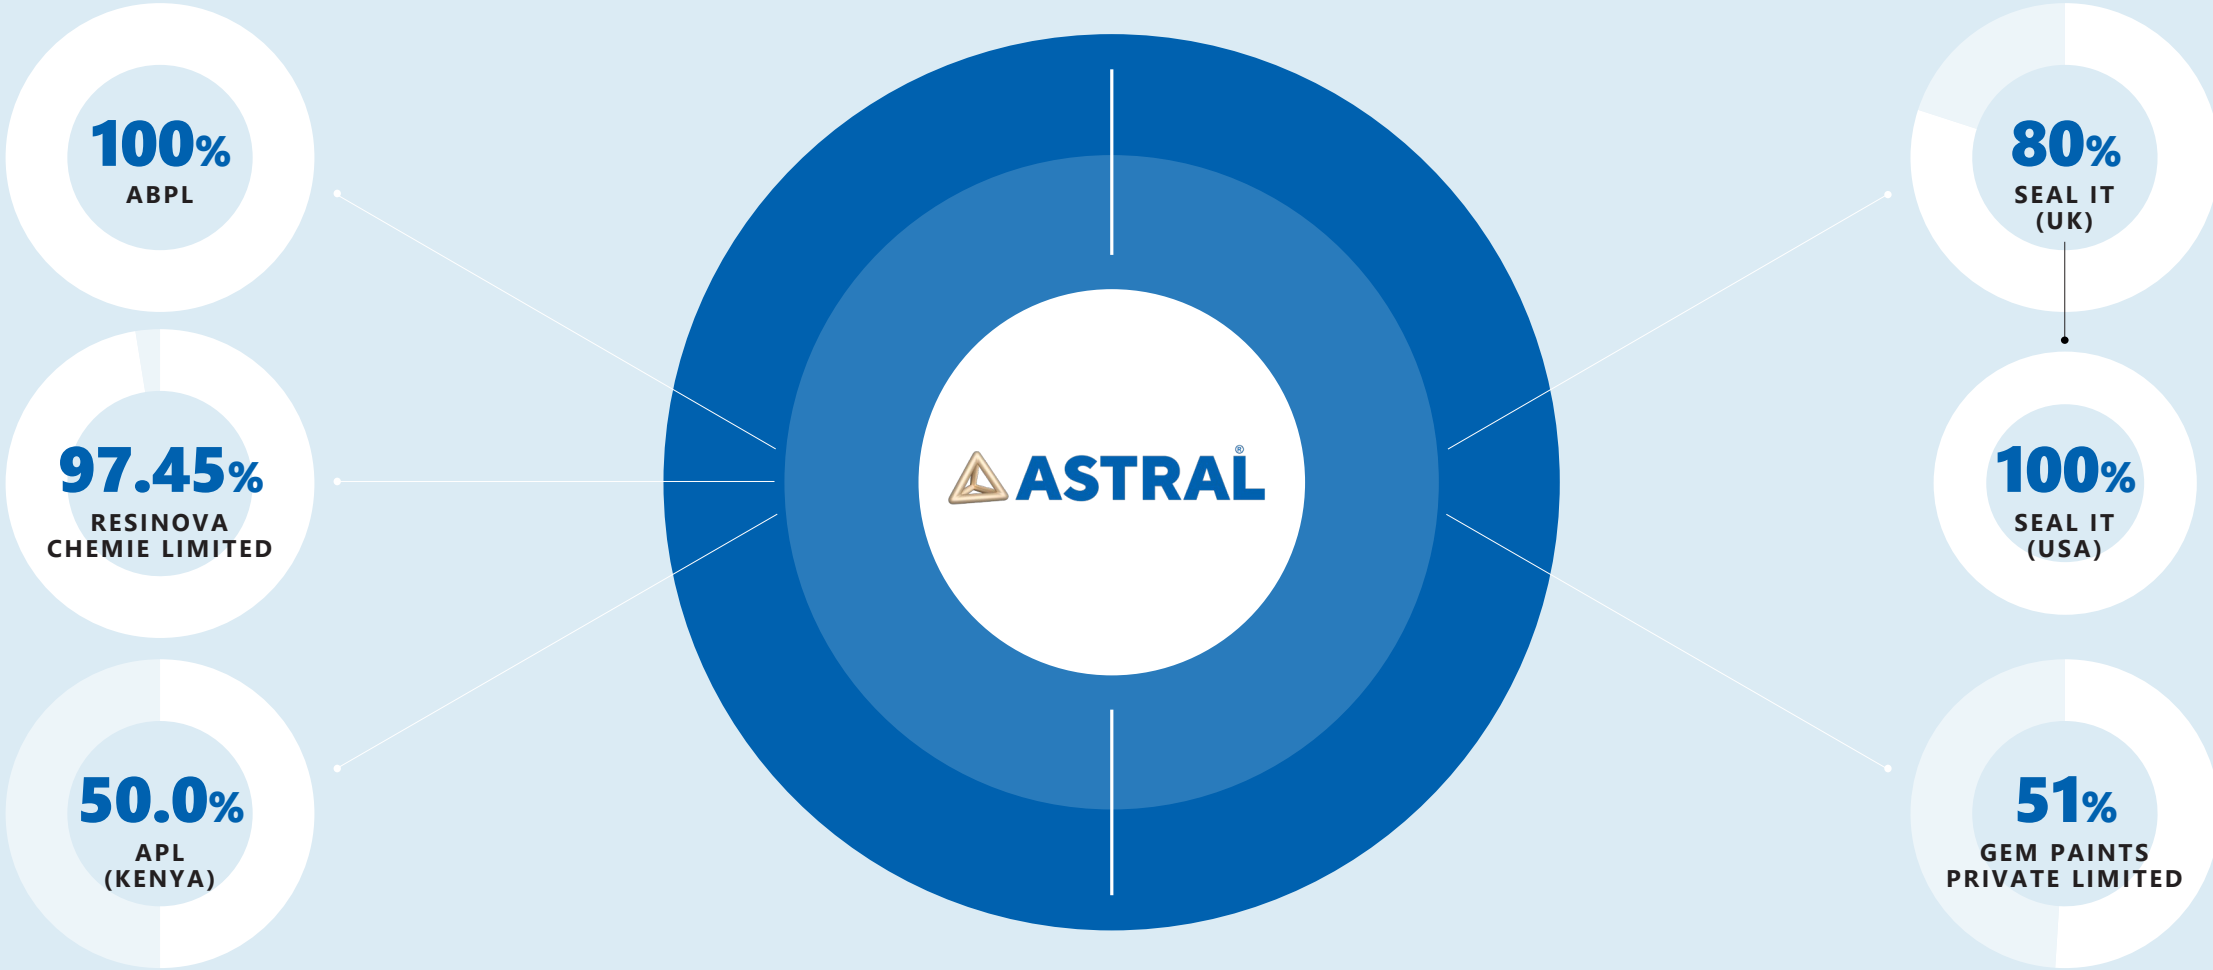 100%
ABPL
97.45%
RESINOVA
CHEMIE LIMITED
50.0%
APL
(KENYA)
ASTRAL®
80%
SEAL IT
(UK)
100%
SEAL IT
(USA)
51%
GEM PAINTS
PRIVATE LIMITED